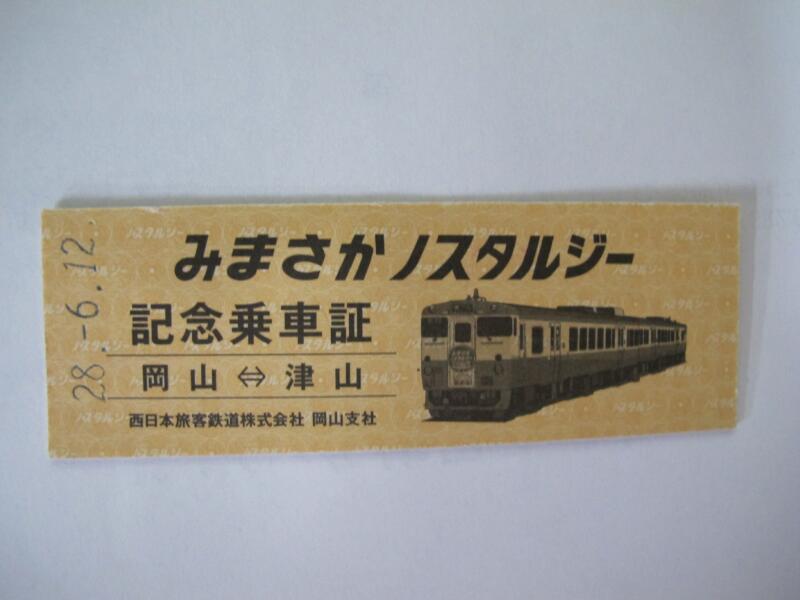 みまさかノスタルジー
記念乗車証
岡山 ⇔ 津山
西日本旅客鉄道株式会社 岡山支社
28.-6.12